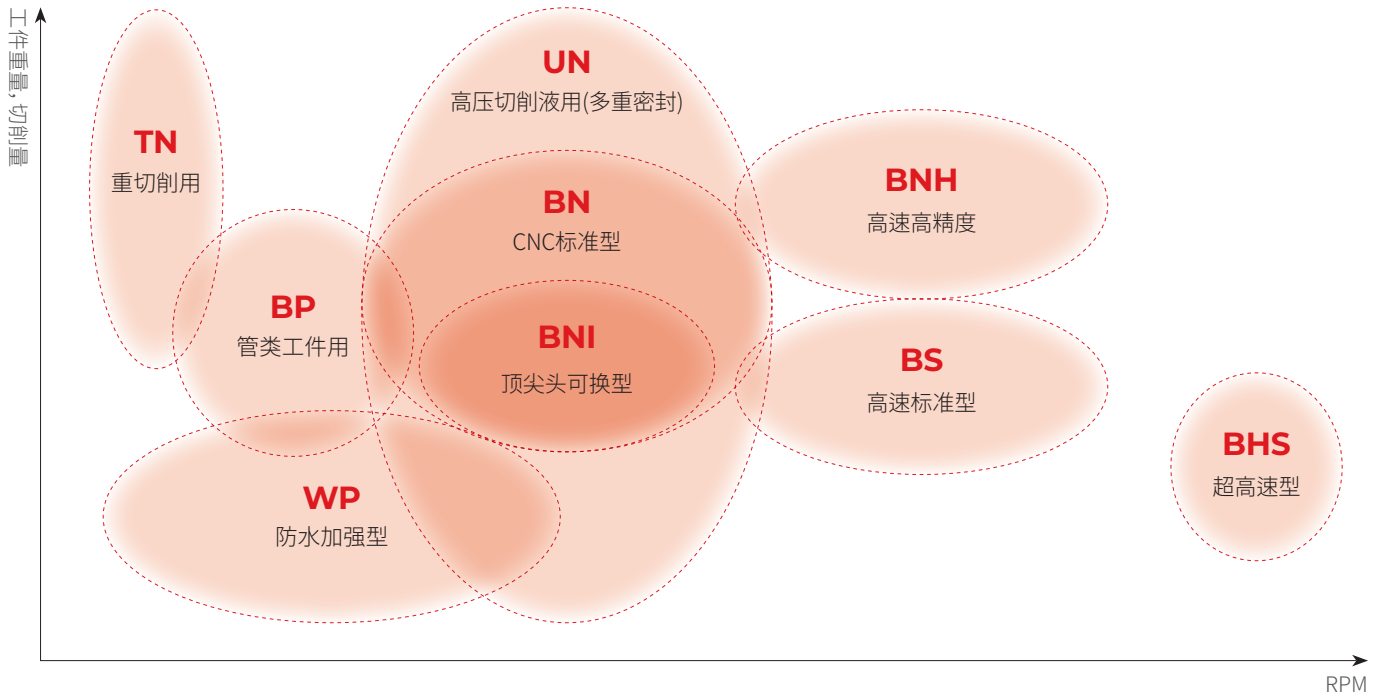 工件重量, 切削量
UN
高压切削液用(多重密封)
TN
重切削用
BNH
高速高精度
BN
CNC标准型
BP
管类工件用
BNI
顶尖头可换型
BS
高速标准型
BHS
超高速型
WP
防水加强型
RPM